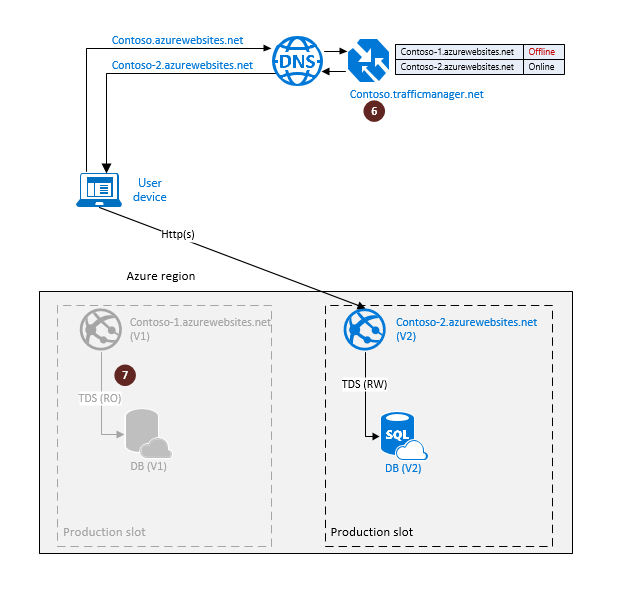 Contoso.azurewebsites.net
Contoso-2.azurewebsites.net
DNS
Contoso-1.azurewebsites.net Offline
Contoso-2.azurewebsites.net Online
Contoso.trafficmanager.net
6
User
device
Http(s)
Azure region
Contoso-1.azurewebsites.net
(V1)
7
TDS (RO)
DB (V1)
Production slot
Contoso-2.azurewebsites.net
(V2)
TDS (RW)
SQL
DB (V2)
Production slot